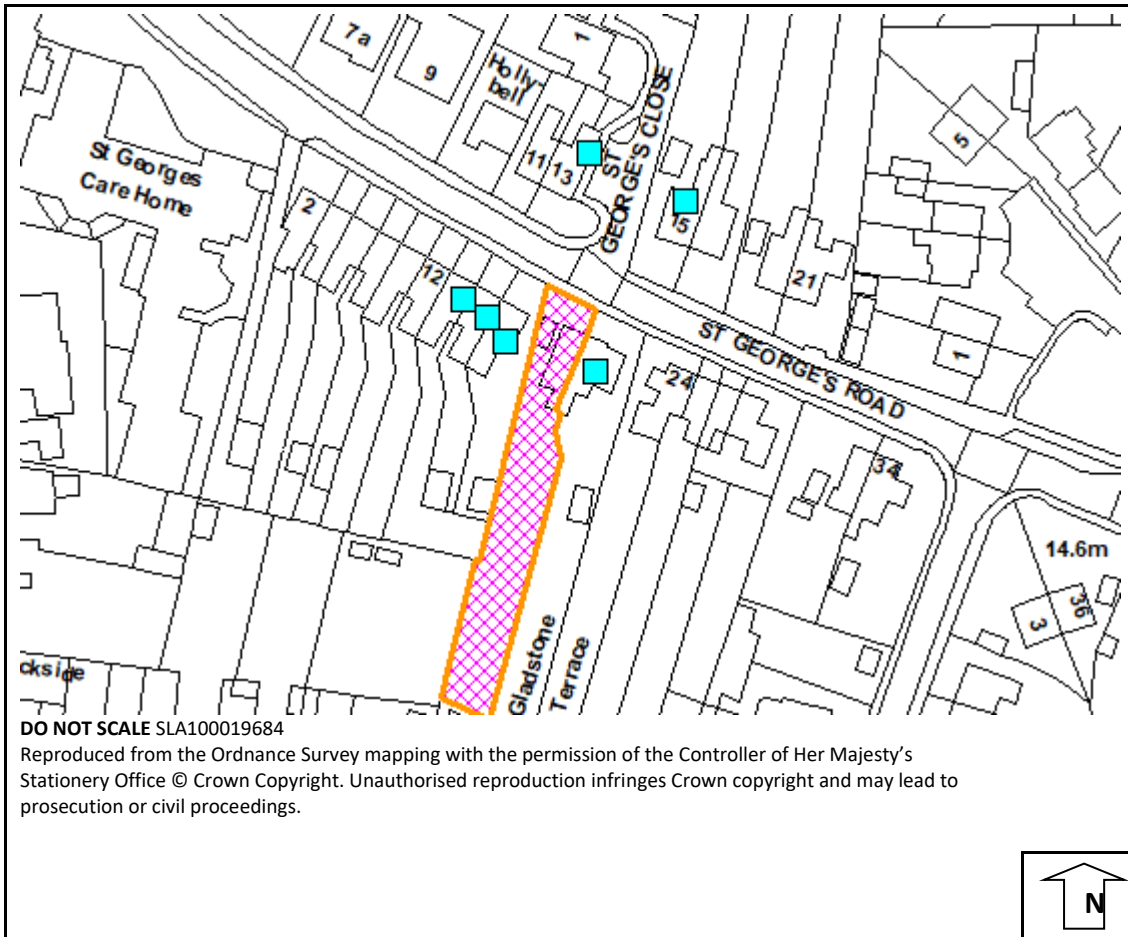 7a
9
Holly-
bell
1
ST
GEORGE'S CLOSE
St Georges
Care Home
11
13
2
15
5
12
21
ST GEORGE'S ROAD
1
24
34
14.6m
36
3
ckside
Gladstone
Terrace
DO NOT SCALE SLA100019684
Reproduced from the Ordnance Survey mapping with the permission of the Controller of Her Majesty's
Stationery Office © Crown Copyright. Unauthorised reproduction infringes Crown copyright and may lead to
prosecution or civil proceedings.
N